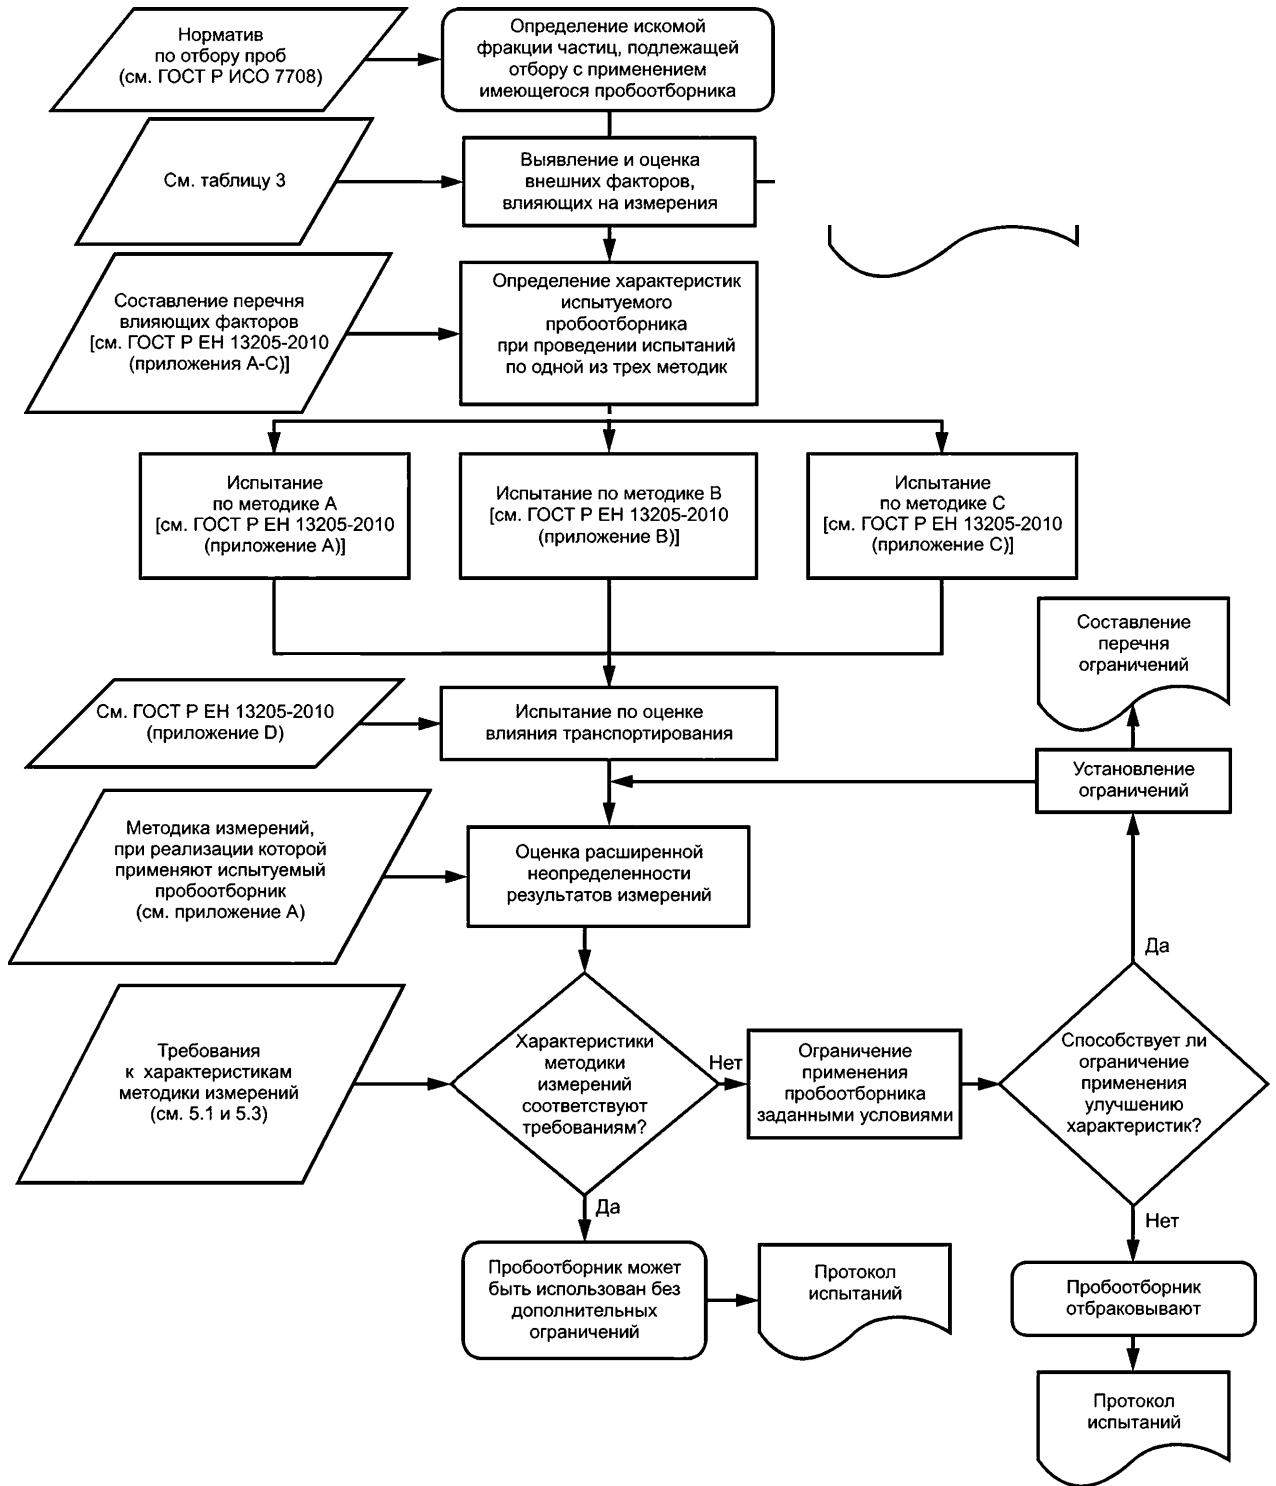 Норматив
по отбору проб
(см. ГОСТ Р ИСО 7708)
Определение искомой
фракции частиц, подлежащей
отбору с применением
имеющегося пробоотборника
См. таблицу 3
Выявление и оценка
внешних факторов,
влияющих на измерения
Составление перечня
влияющих факторов
[см. ГОСТ Р ЕН 13205-2010
(приложения А-С)]
Определение характеристик
испытуемого
пробоотборника
при проведении испытаний
по одной из трех методик
Испытание
по методике А
[см. ГОСТ Р ЕН 13205-2010
(приложение А)]
Испытание по методике В
[см. ГОСТ Р ЕН 13205-2010
(приложение В)]
Испытание
по методике С
[см. ГОСТ Р ЕН 13205-2010
(приложение С)]
Составление
перечня
ограничений
См. ГОСТ Р ЕН 13205-2010
(приложение D)
Испытание по оценке
влияния транспортирования
Установление
ограничений
Методика измерений,
при реализации которой
применяют испытуемый
пробоотборник
(см. приложение А)
Оценка расширенной
неопределенности
результатов измерений
Да
Требования
к характеристикам
методики измерений
(см. 5.1 и 5.3)
Характеристики
методики
измерений
соответствуют
требованиям?
Нет
Ограничение
применения
пробоотборника
заданными условиями
Способствует ли
ограничение
применения
улучшению
характеристик?
Да
Нет
Пробоотборник может
быть использован без
дополнительных
ограничений
Протокол
испытаний
Пробоотборник
отбраковывают
Протокол
испытаний